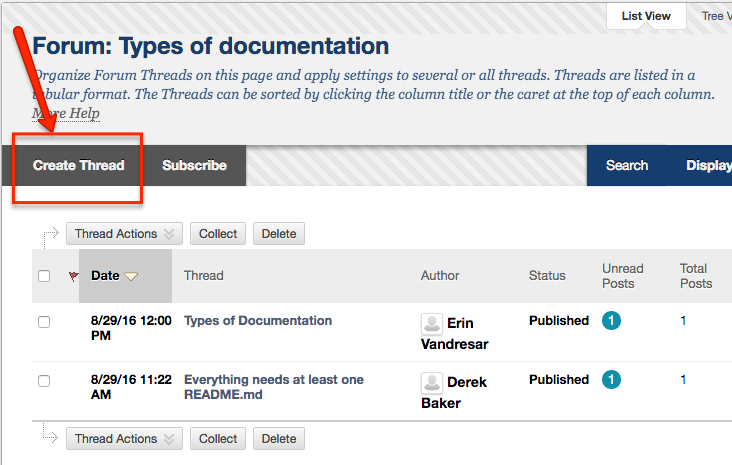 List View
Tree V
Forum: Types of documentation
Organize Forum Threads on this page and apply settings to several or all threads. Threads are listed in a
tabular format. The Threads can be sorted by clicking the column title or the caret at the top of each column.
More Help
Create Thread
Subscribe
Search
Display
Thread Actions
Collect
Delete
Date
Thread
Author
Status
Unread
Posts
Total
Posts
8/29/16 12:00
PM
Types of Documentation
Erin
Vandresar
Published
1
1
8/29/16 11:22
AM
Everything needs at least one
README.md
Derek
Baker
Published
1
1
Thread Actions
Collect
Delete